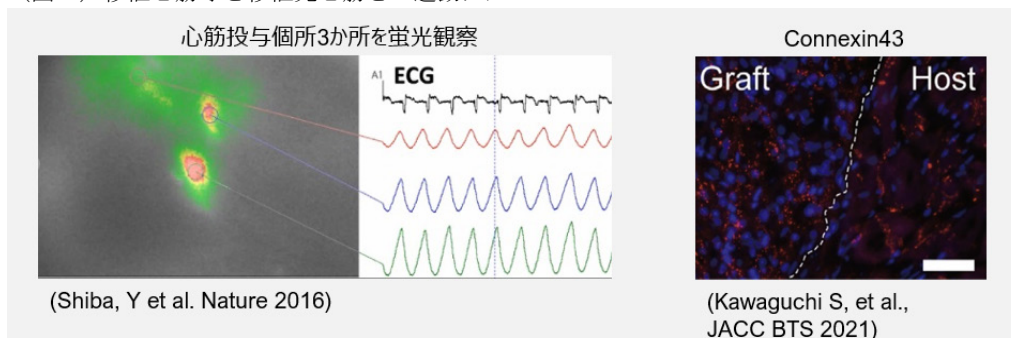 心筋投与個所3か所を蛍光観察
A1
ECG
(Shiba, Y et al. Nature 2016)
Connexin43
Graft
Host
(Kawaguchi S, et al.,
JACC BTS 2021)